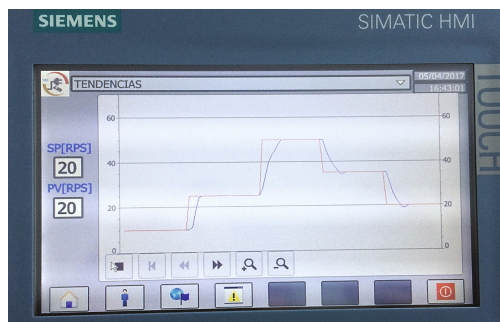 SIEMENS
SIMATIC HMI
TOUCH
TENDENCIAS
05/04/2017
16:43:01
60
60
SP[RPS]
20
40
40
PV[RPS]
20
20
20
0
0